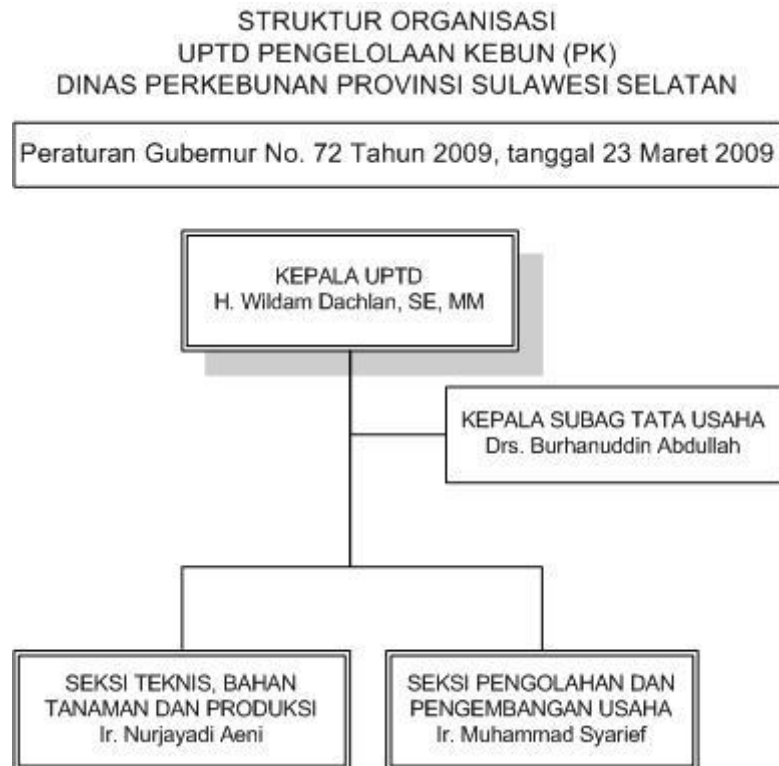 STRUKTUR ORGANISASI
UPTD PENGELOLAAN KEBUN (PK)
DINAS PERKEBUNAN PROVINSI SULAWESI SELATAN
Peraturan Gubernur No. 72 Tahun 2009, tanggal 23 Maret 2009
KEPALA UPTD
H. Wildam Dachlan, SE, MM
KEPALA SUBAG TATA USAHA
Drs. Burhanuddin Abdullah
SEKSI TEKNIS, BAHAN
TANAMAN DAN PRODUKSI
Ir. Nurjayadi Aeni
SEKSI PENGOLAHAN DAN
PENGEMBANGAN USAHA
Ir. Muhammad Syarief